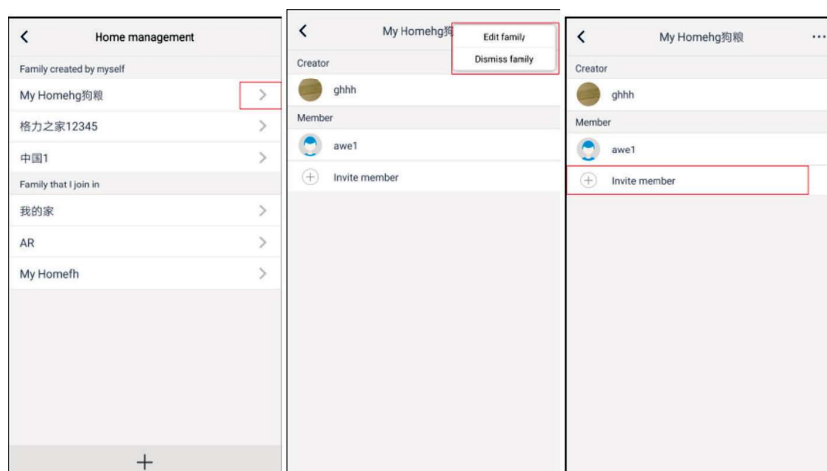 Home management
Family created by myself
My Homehg狗粮
格力之家12345
中国1
Family that I join in
我的家
AR
My Homefh
My Homehg狗
Edit family
Dismiss family
Creator
ghhh
Member
awe1
Invite member
My Homehg狗粮
Creator
ghhh
Member
awe1
Invite member